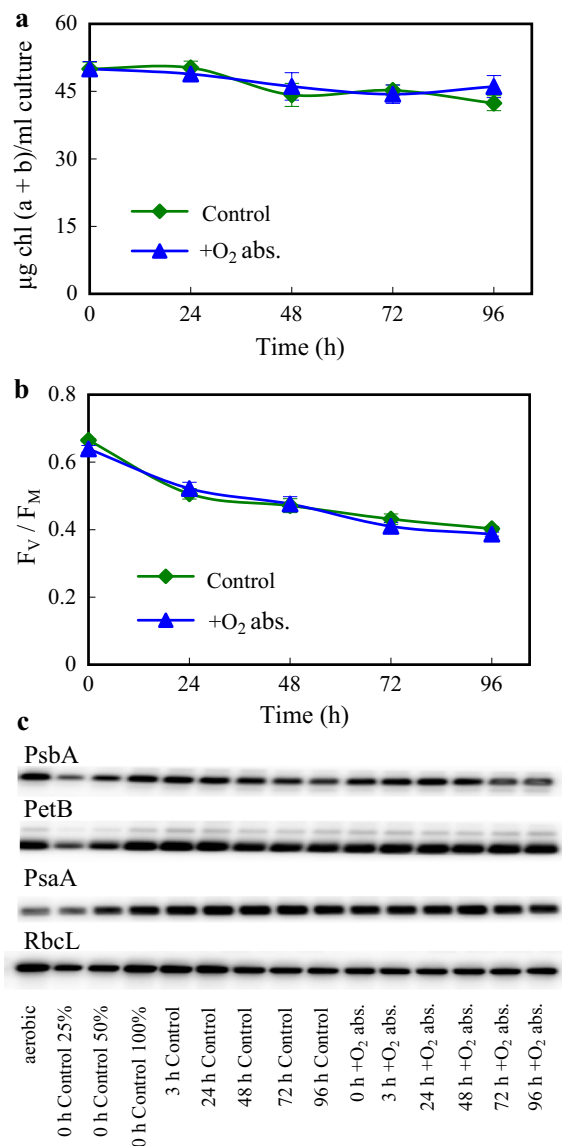 a
60
45
30
15
0
µg chl (a + b)/ml culture
Control
+O₂ abs.
0 24 48 72 96
Time (h)
b
0.8
0.6
0.4
0.2
0
F_V / F_M
Control
+O₂ abs.
0 24 48 72 96
Time (h)
c
PsbA
PetB
PsaA
RbcL
aerobic
0 h Control 25%
0 h Control 50%
0 h Control 100%
3 h Control
24 h Control
48 h Control
72 h Control
96 h Control
0 h +O₂ abs.
3 h +O₂ abs.
24 h +O₂ abs.
48 h +O₂ abs.
72 h +O₂ abs.
96 h +O₂ abs.